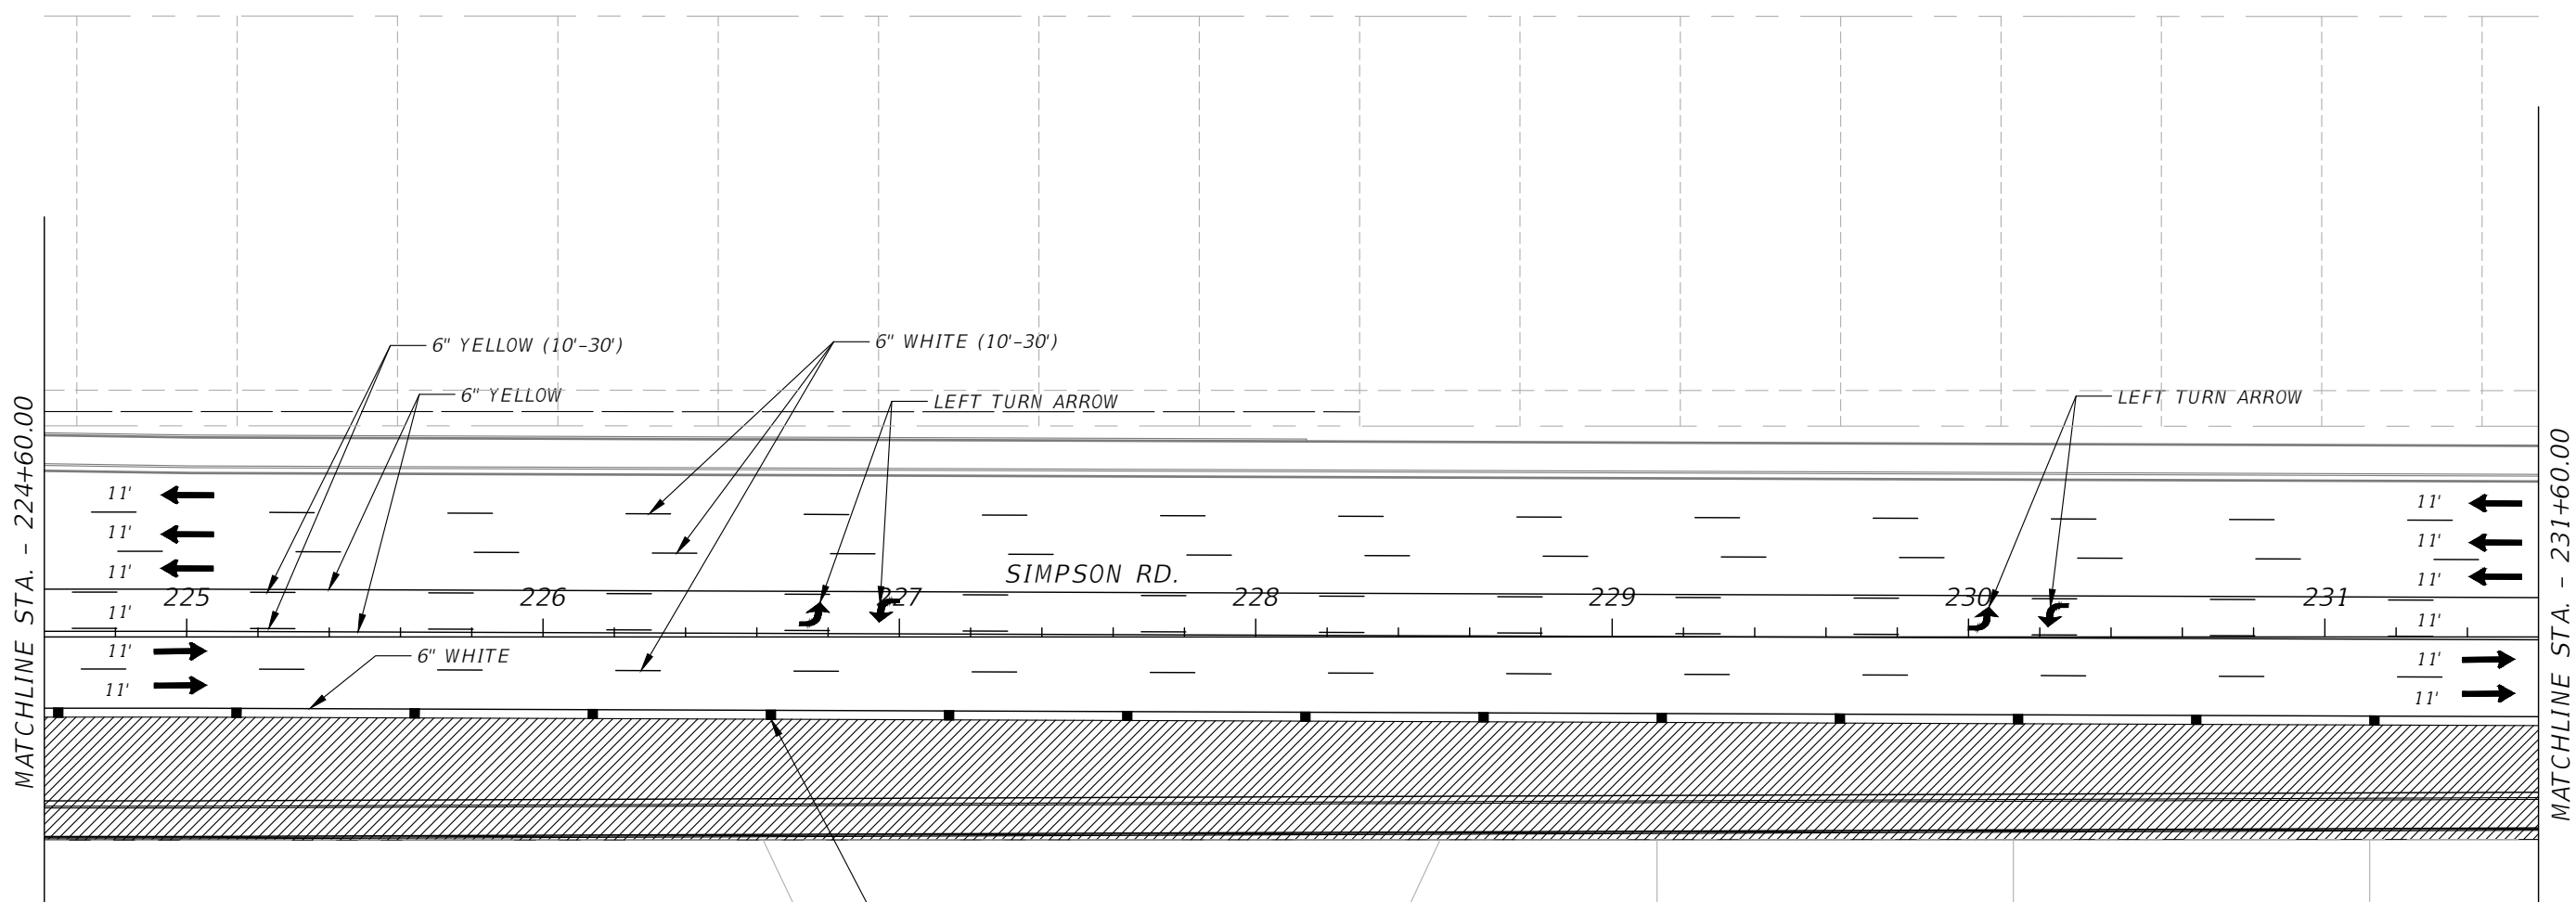 6" YELLOW (10'-30')
6" WHITE (10'-30')
6" YELLOW
LEFT TURN ARROW
LEFT TURN ARROW
MATCHLINE STA. - 224+60.00
MATCHLINE STA. - 231+60.00
11'
11'
11'
11'
11'
11'
SIMPSON RD.
225
226
227
228
229
230
231
11'
11'
11'
11'
11'
11'
6" WHITE